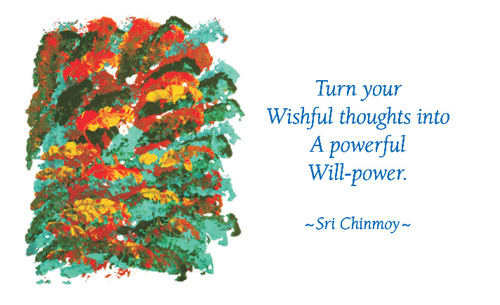 Turn your
Wishful thoughts into
A powerful
Will-power.
~Sri Chinmoy~